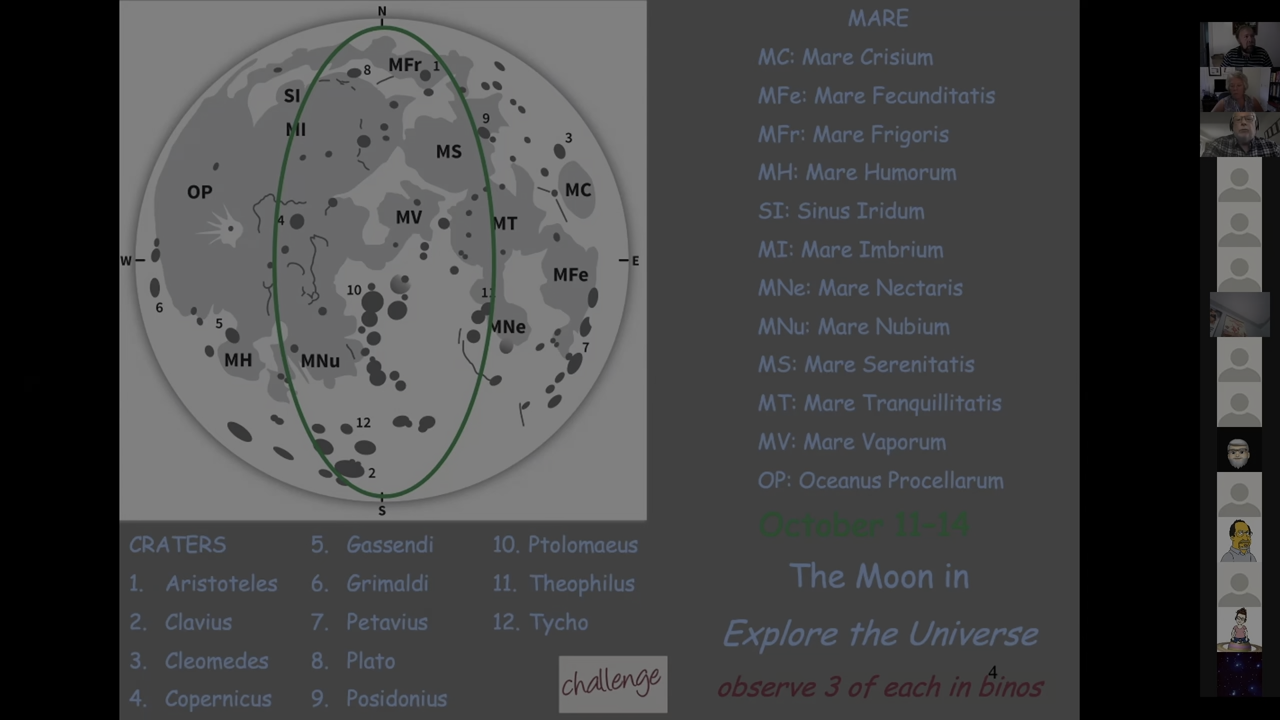 N
MFr
1
8
SI
MI
9
MS
3
OP
MC
4
MV
MT
W
E
MFe
10
11
6
5
MNe
MH
MNu
7
12
2
S
MARE
MC: Mare Crisium
MFe: Mare Fecunditatis
MFr: Mare Frigoris
MH: Mare Humorum
SI: Sinus Iridum
MI: Mare Imbrium
MNe: Mare Nectaris
MNu: Mare Nubium
MS: Mare Serenitatis
MT: Mare Tranquillitatis
MV: Mare Vaporum
OP: Oceanus Procellarum
October 11-14
The Moon in
Explore the Universe
observe 3 of each in binos
4
CRATERS
1. Aristoteles
2. Clavius
3. Cleomedes
4. Copernicus
5. Gassendi
6. Grimaldi
7. Petavius
8. Plato
9. Posidonius
10. Ptolomaeus
11. Theophilus
12. Tycho
challenge